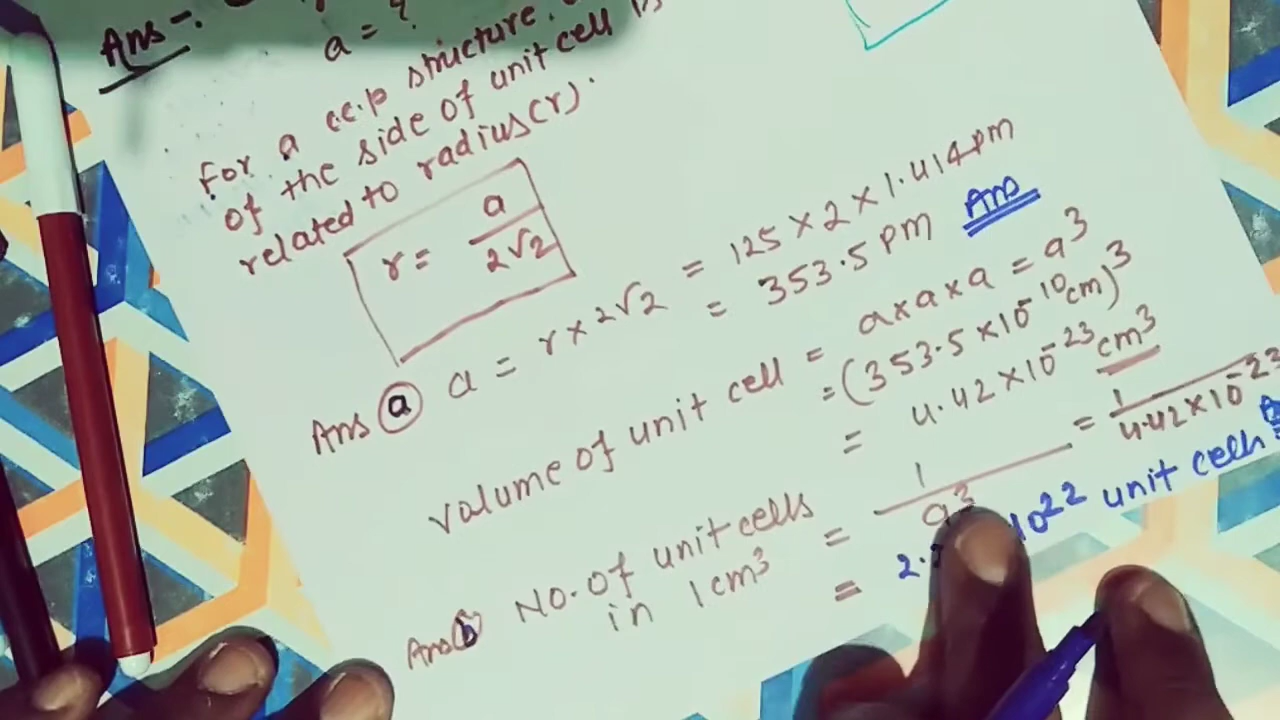 Ans-:
a = ?
For a ccp structure.
of the side of unit cell is
related to radius(r).
r = a/2√2
Ans (a) a = r × 2√2 = 125 × 2 × 1.414 pm
= 353.5 pm Ans
volume of unit cell = a×a×a = a³
= (353.5 × 10⁻¹⁰ cm)³
= 4.42 × 10⁻²³ cm³
Ans (b) No. of unit cells in 1 cm³ = 1/a³ = 1/4.42×10⁻²³
= 2. 10²² unit cells